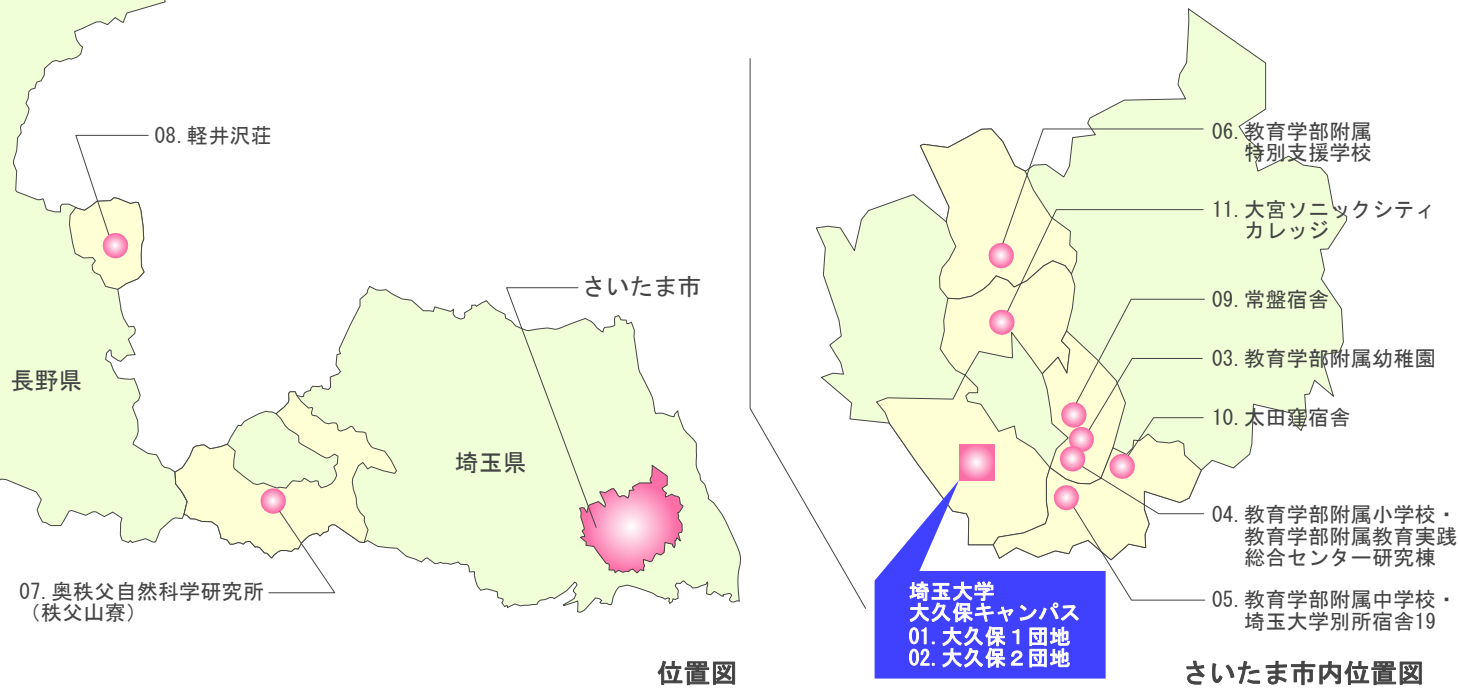 08.軽井沢荘
さいたま市
長野県
埼玉県
07.奥秩父自然科学研究所
（秩父山寮）
位置図
06.教育学部附属
特別支援学校
11.大宮ソニックシティ
カレッジ
09.常盤宿舎
03.教育学部附属幼稚園
10.太田窪宿舎
04.教育学部附属小学校・
教育学部附属教育実践
総合センター研究棟
05.教育学部附属中学校・
埼玉大学別所宿舎19
埼玉大学
大久保キャンパス
01.大久保１団地
02.大久保２団地
さいたま市内位置図